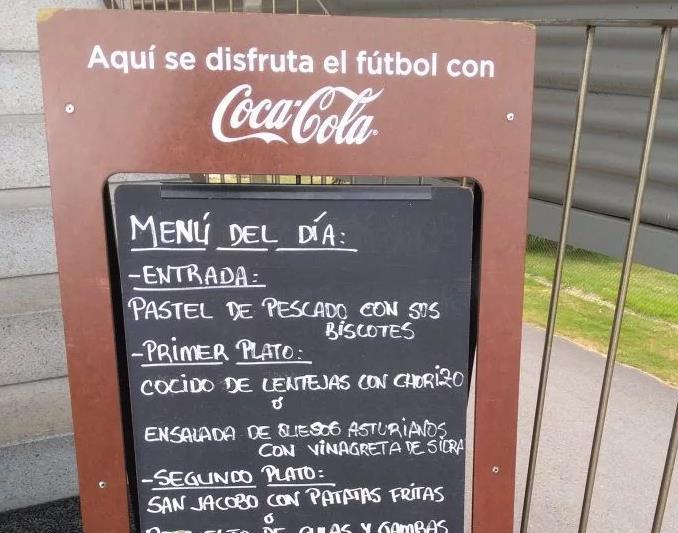 Aquí se disfruta el fútbol con
Coca-Cola
MENÚ DEL DÍA:
-ENTRADA:
PASTEL DE PESCADO CON SUS
BISCOTES
-PRIMER PLATO:
COCIDO DE LENTEJAS CON CHORIZO
ó
ENSALADA DE QUESOS ASTURIANOS
CON VINAGRETA DE SIDRA
-SEGUNDO PLATO:
SAN JACOBO CON PATATAS FRITAS
ó
DE GULAS Y GAMBAS